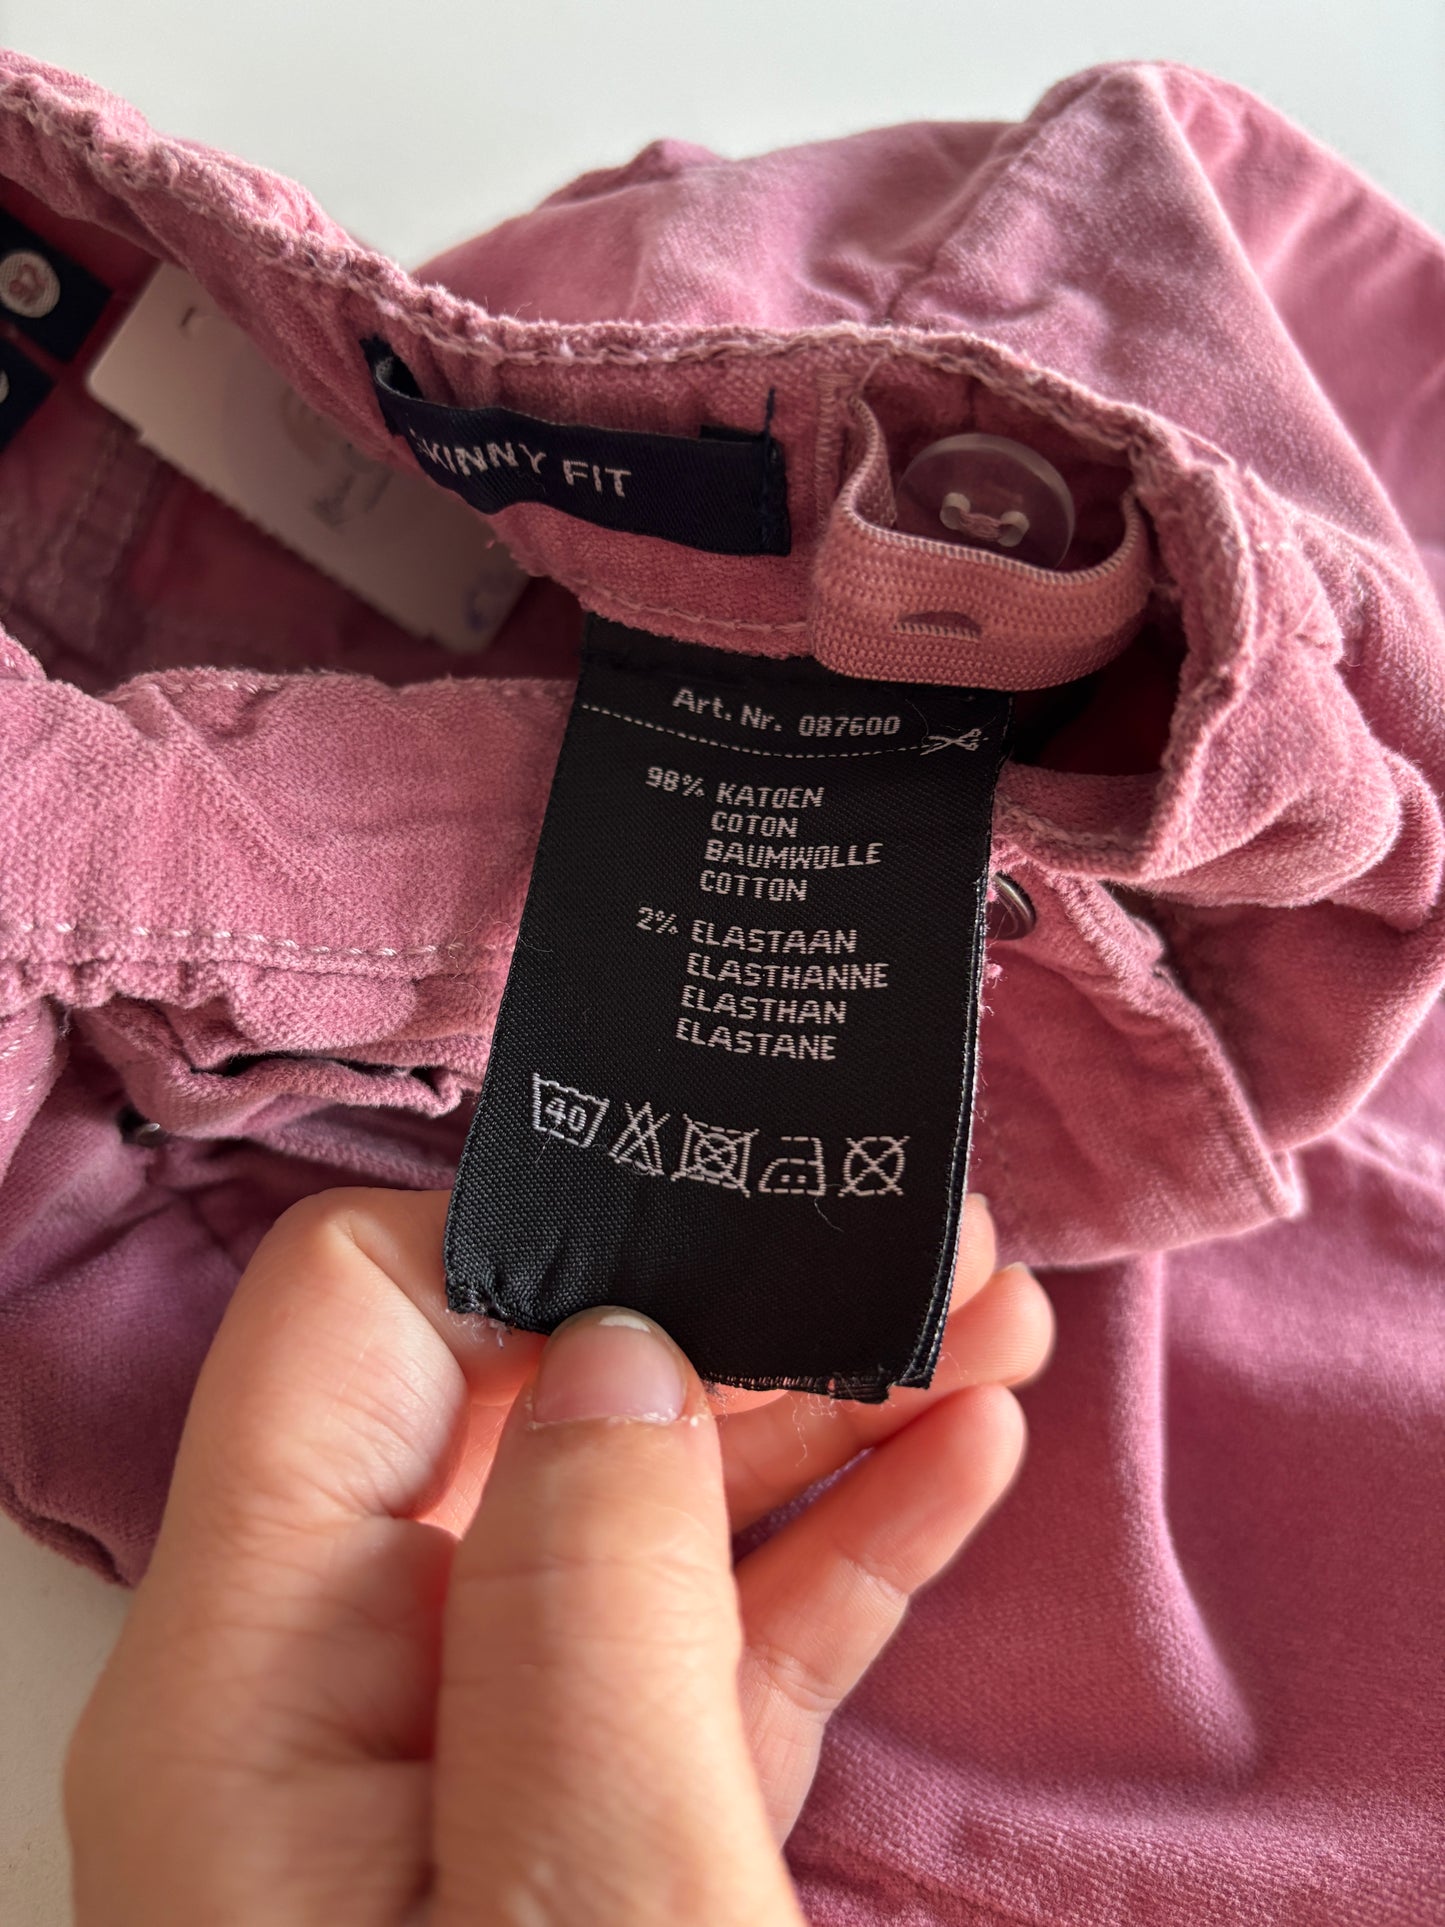 SKINNY FIT
Art. Nr. 087600
98% KATOEN
COTON
BAUMWOLLE
COTTON
2% ELASTAAN
ELASTHANNE
ELASTHAN
ELASTANE
40